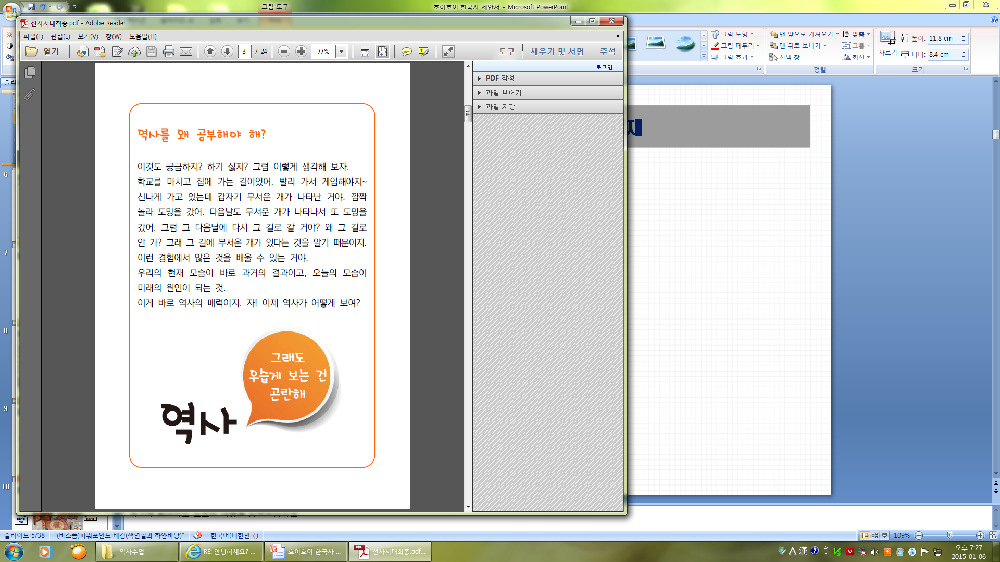 그림 도구
호이호이 한국사 제안서 - Microsoft PowerPoint
선사시대최종.pdf - Adobe Reader
파일(F) 편집(E) 보기(V) 창(W) 도움말(H)
열기
3 / 24
77%
도구 채우기 및 서명 주석
로그인
PDF 작성
파일 보내기
파일 저장
역사를 왜 공부해야 해?
이것도 궁금하지? 하기 싫지? 그럼 이렇게 생각해 보자.
학교를 마치고 집에 가는 길이었어. 빨리 가서 게임해야지~
신나게 가고 있는데 갑자기 무서운 개가 나타난 거야. 깜짝
놀라 도망을 갔어. 다음날도 무서운 개가 나타나서 또 도망을
갔어. 그럼 그 다음날에 다시 그 길로 갈 거야? 왜 그 길로
안 가? 그래 그 길에 무서운 개가 있다는 것을 알기 때문이지.
이런 경험에서 많은 것을 배울 수 있는 거야.
우리의 현재 모습이 바로 과거의 결과이고, 오늘의 모습이
미래의 원인이 되는 것.
이게 바로 역사의 매력이지. 자! 이제 역사가 어떻게 보여?
그래도
우습게 보는 건
곤란해
역사
그림 도형
그림 테두리
그림 효과
맨 앞으로 가져오기
맨 뒤로 보내기
선택 창
맞춤
그룹
회전
정렬
자르기
높이: 11.8 cm
너비: 8.4 cm
크기
재
슬라
6
7
8
9
10
슬라이드 5/38 "(비즈폼)파워포인트 배경(색연필과 하얀바탕)" 한국어(대한민국)
109%
역사수업
RE: 안녕하세요? ...
호이호이 한국사 ...
선사시대최종.pdf...
A 漢
오후 7:27
2015-01-06